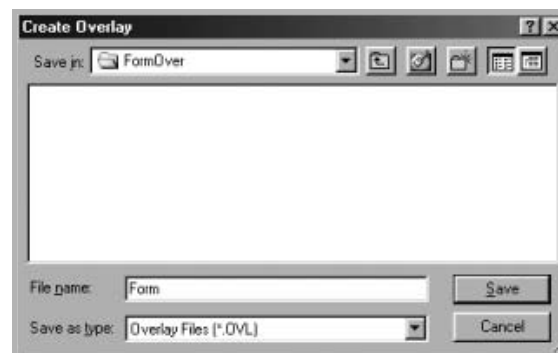 Create Overlay
Save in: FormOver
File name: Form Save
Save as type: Overlay Files (*.OVL) Cancel